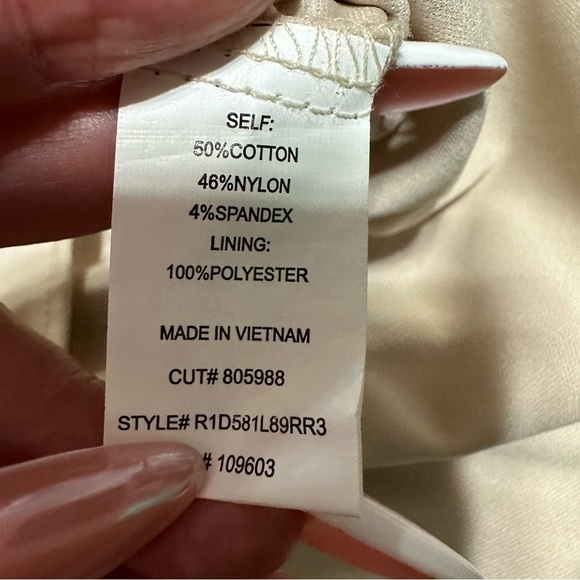 SELF:
50%COTTON
46%NYLON
4%SPANDEX
LINING:
100%POLYESTER
MADE IN VIETNAM
CUT# 805988
STYLE# R1D581L89RR3
# 109603